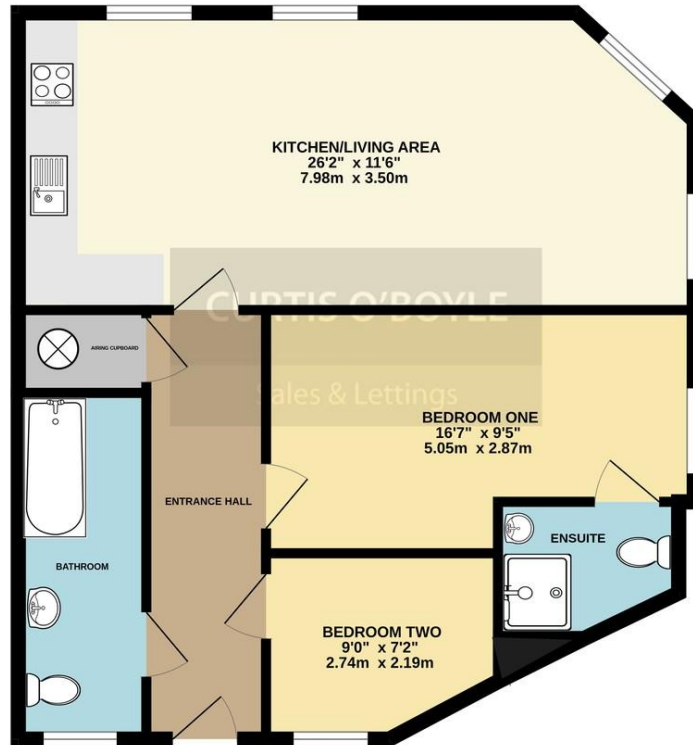 KITCHEN/LIVING AREA
26'2" x 11'6"
7.98m x 3.50m
CURTIS O'BOYLE
Sales & Lettings
AIRING CUPBOARD
BEDROOM ONE
16'7" x 9'5"
5.05m x 2.87m
ENTRANCE HALL
ENSUITE
BATHROOM
BEDROOM TWO
9'0" x 7'2"
2.74m x 2.19m